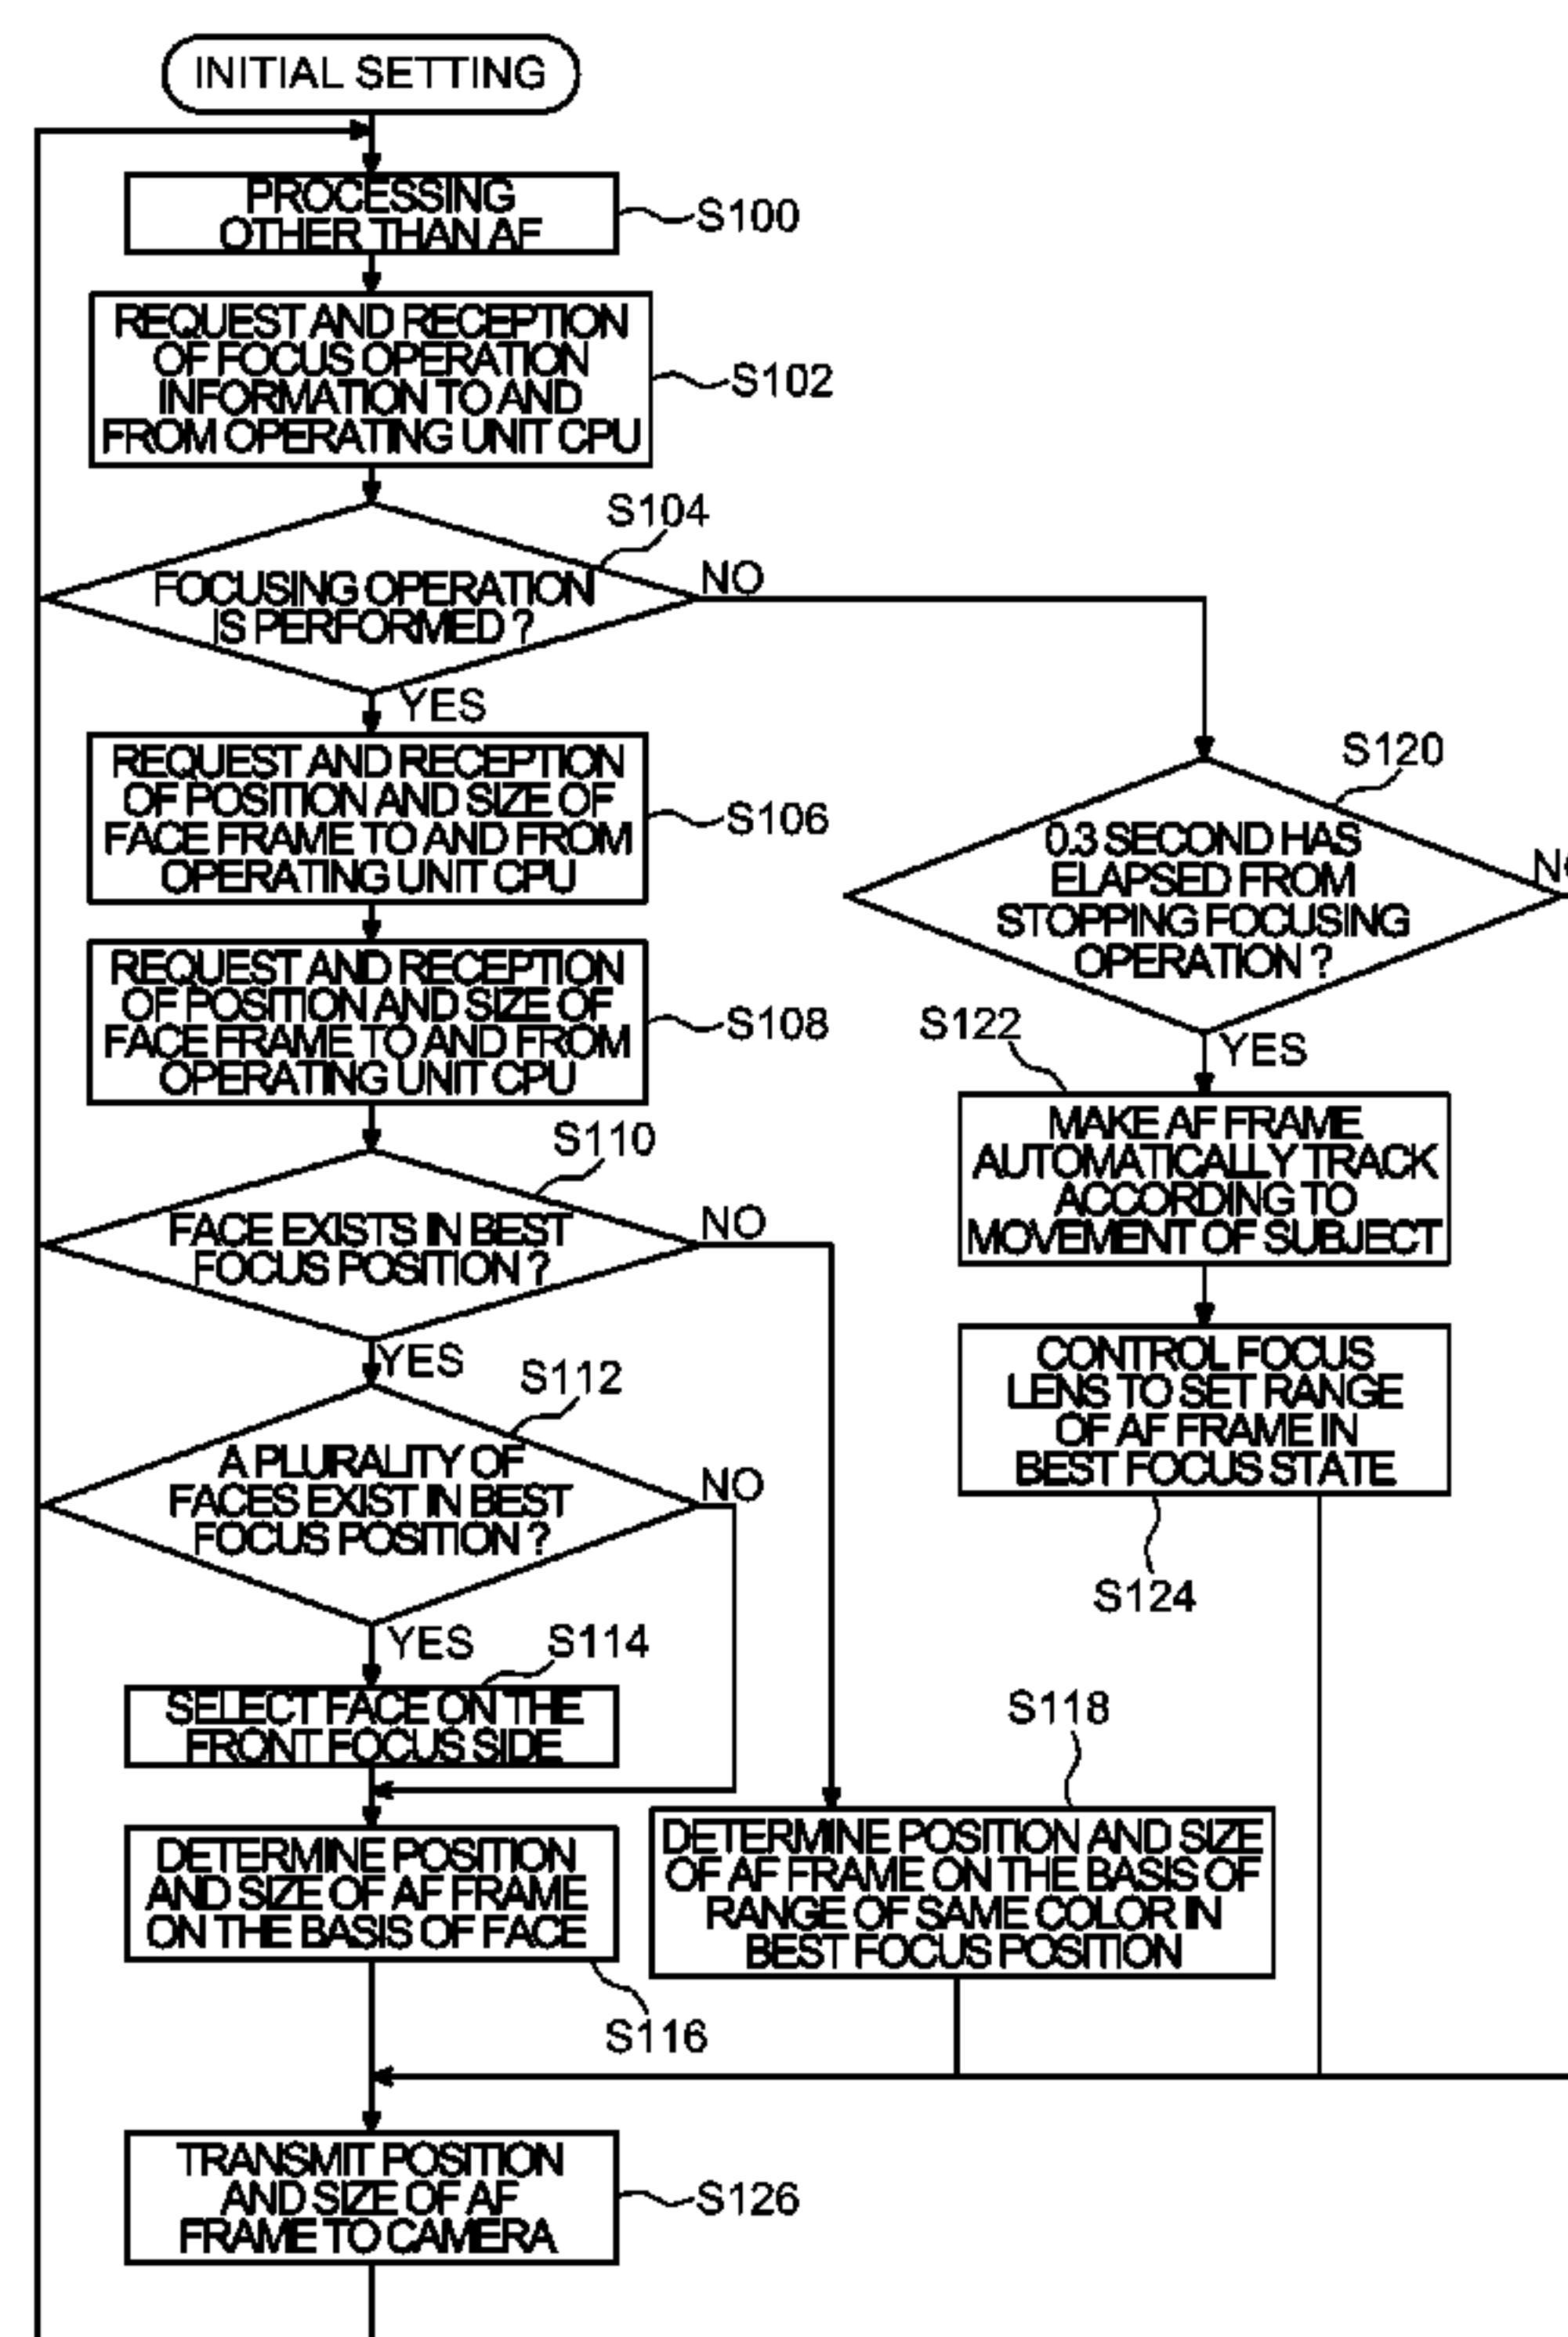 INITIAL SETTING
PROCESSING
OTHER THAN AF
S100
REQUEST AND RECEPTION
OF FOCUS OPERATION
INFORMATION TO AND
FROM OPERATING UNIT CPU
S102
S104
FOCUSING OPERATION
IS PERFORMED ?
NO
YES
REQUEST AND RECEPTION
OF POSITION AND SIZE OF
FACE FRAME TO AND FROM
OPERATING UNIT CPU
S106
REQUEST AND RECEPTION
OF POSITION AND SIZE OF
FACE FRAME TO AND FROM
OPERATING UNIT CPU
S108
S110
FACE EXISTS IN BEST
FOCUS POSITION ?
NO
YES
S112
A PLURALITY OF
FACES EXIST IN BEST
FOCUS POSITION ?
NO
YES
S114
SELECT FACE ON THE
FRONT FOCUS SIDE
DETERMINE POSITION
AND SIZE OF AF FRAME
ON THE BASIS OF FACE
S116
S118
DETERMINE POSITION AND SIZE
OF AF FRAME ON THE BASIS OF
RANGE OF SAME COLOR IN
BEST FOCUS POSITION
S120
0.3 SECOND HAS
ELAPSED FROM
STOPPING FOCUSING
OPERATION ?
YES
S122
MAKE AF FRAME
AUTOMATICALLY TRACK
ACCORDING TO
MOVEMENT OF SUBJECT
CONTROL FOCUS
LENS TO SET RANGE
OF AF FRAME IN
BEST FOCUS STATE
S124
TRANSMIT POSITION
AND SIZE OF AF
FRAME TO CAMERA
S126